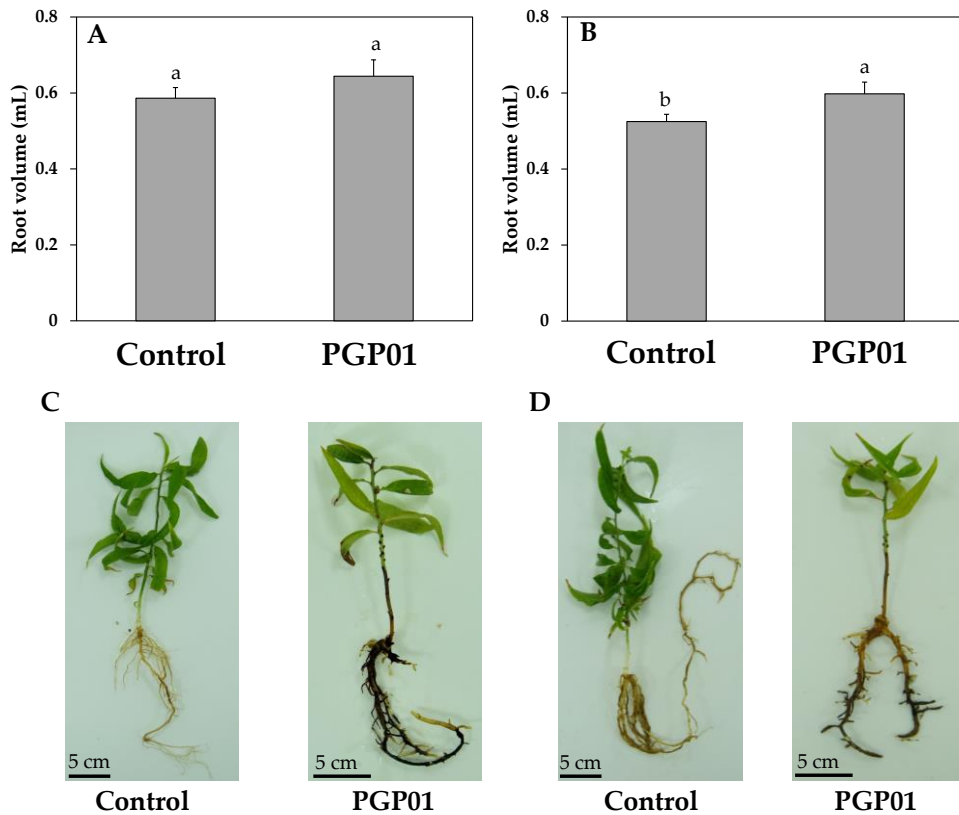 A
Root volume (mL)
0.8
0.6
0.4
0.2
0
a
a
Control
PGP01
B
Root volume (mL)
0.8
0.6
0.4
0.2
0
b
a
Control
PGP01
C
5 cm
Control
5 cm
PGP01
D
5 cm
Control
5 cm
PGP01